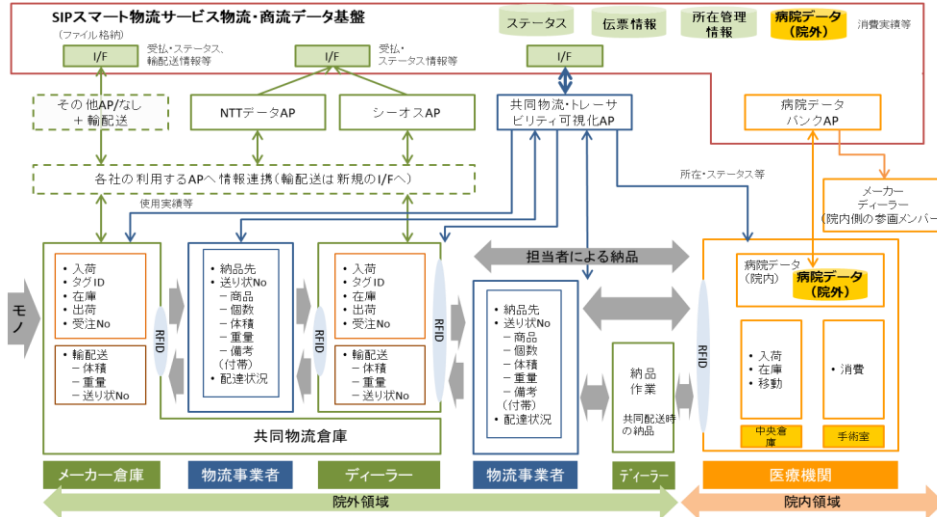 SIPスマート物流サービス物流・商流データ基盤
(ファイル格納)
I/F
受払・ステータス、
輸配送情報等
I/F
受払・
ステータス情報等
I/F
ステータス
伝票情報
所在管理
情報
病院データ
(院外)
消費実績等
その他AP/なし
+ 輸配送
NTTデータAP
シーオスAP
共同物流・トレーサ
ビリティ可視化AP
病院データ
バンクAP
各社の利用するAPへ情報連携(輸配送は新規のI/Fへ)
使用実績等
所在・ステータス等
メーカー
ディーラー
(院内側の参画メンバー)
モノ
• 入荷
• タグID
• 在庫
• 出荷
• 受注No
• 輸配送
– 体積
– 重量
– 送り状No
RFID
• 納品先
• 送り状No
– 商品
– 個数
– 体積
– 重量
– 備考
(付帯)
• 配達状況
RFID
• 入荷
• タグID
• 在庫
• 出荷
• 受注No
• 輸配送
– 体積
– 重量
– 送り状No
RFID
共同物流倉庫
担当者による納品
• 納品先
• 送り状No
– 商品
– 個数
– 体積
– 重量
– 備考
(付帯)
• 配達状況
納品
作業
共同配送時
の納品
RFID
病院データ
(院内)
病院データ
(院外)
• 入荷
• 在庫
• 移動
• 消費
中央倉
庫
手術室
メーカー倉庫
物流事業者
ディーラー
物流事業者
ディーラー
医療機関
院外領域
院内領域